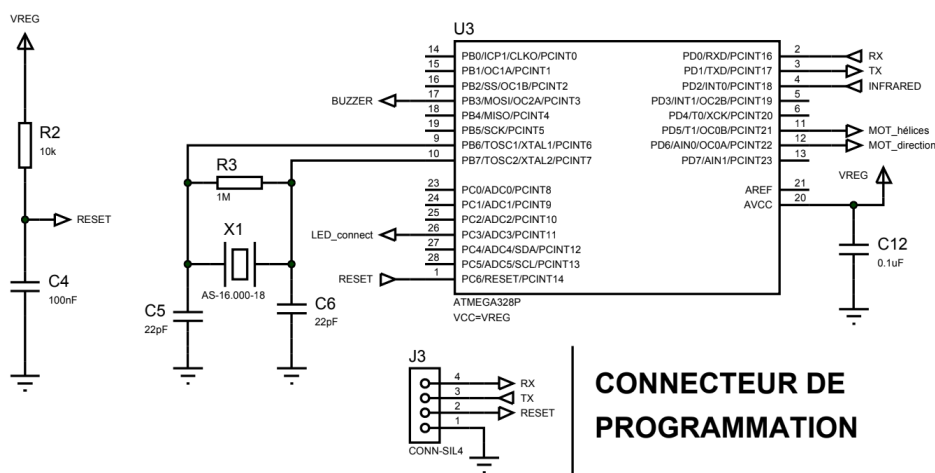 VREG
R2
10k
RESET
C4
100nF
U3
14 PB0/ICP1/CLKO/PCINT0
15 PB1/OC1A/PCINT1
16 PB2/SS/OC1B/PCINT2
BUZZER 17 PB3/MOSI/OC2A/PCINT3
18 PB4/MISO/PCINT4
19 PB5/SCK/PCINT5
9 PB6/TOSC1/XTAL1/PCINT6
10 PB7/TOSC2/XTAL2/PCINT7
23 PC0/ADC0/PCINT8
24 PC1/ADC1/PCINT9
25 PC2/ADC2/PCINT10
LED_connect 26 PC3/ADC3/PCINT11
27 PC4/ADC4/SDA/PCINT12
28 PC5/ADC5/SCL/PCINT13
RESET 1 PC6/RESET/PCINT14
PD0/RXD/PCINT16 2 RX
PD1/TXD/PCINT17 3 TX
PD2/INT0/PCINT18 4 INFRARED
PD3/INT1/OC2B/PCINT19 5
PD4/T0/XCK/PCINT20 6
PD5/T1/OC0B/PCINT21 11 MOT_hélices
PD6/AIN0/OC0A/PCINT22 12 MOT_direction
PD7/AIN1/PCINT23 13
AREF 21
AVCC 20
VREG
C12
0.1uF
ATMEGA328P
VCC=VREG
R3
1M
X1
AS-16.000-18
C5
22pF
C6
22pF
J3
4 RX
3 TX
2 RESET
1
CONN-SIL4
CONNECTEUR DE
PROGRAMMATION